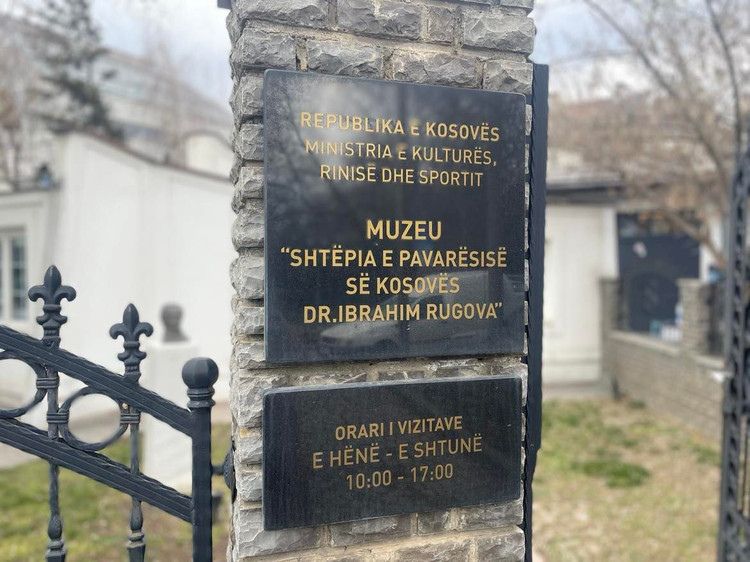 REPUBLIKA E KOSOVËS
MINISTRIA E KULTURËS,
RINISË DHE SPORTIT
MUZEU
“SHTËPIA E PAVARËSISË
SË KOSOVËS
DR.IBRAHIM RUGOVA”
ORARI I VIZITAVE
E HËNË - E SHTUNË
10:00 - 17:00